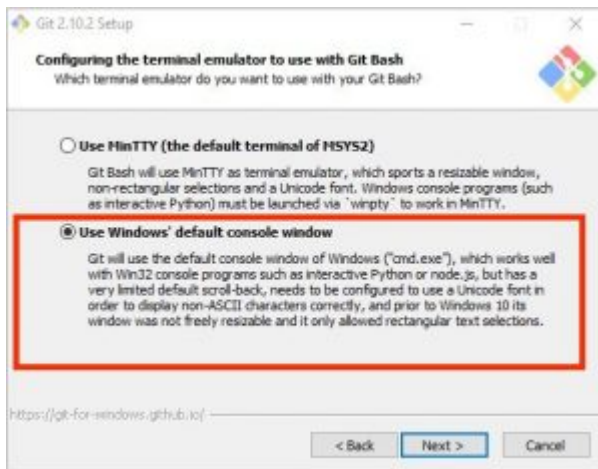 Git 2.10.2 Setup
Configuring the terminal emulator to use with Git Bash
Which terminal emulator do you want to use with your Git Bash?
Use MinTTY (the default terminal of MSYS2)
Git Bash will use MinTTY as terminal emulator, which sports a resizable window,
non-rectangular selections and a Unicode font. Windows console programs (such
as interactive Python) must be launched via `winpty` to work in MinTTY.
Use Windows' default console window
Git will use the default console window of Windows ("cmd.exe"), which works well
with Win32 console programs such as interactive Python or node.js, but has a
very limited default scroll-back, needs to be configured to use a Unicode font in
order to display non-ASCII characters correctly, and prior to Windows 10 its
window was not freely resizable and it only allowed rectangular text selections.
https://git-for-windows.github.io/
< Back Next > Cancel